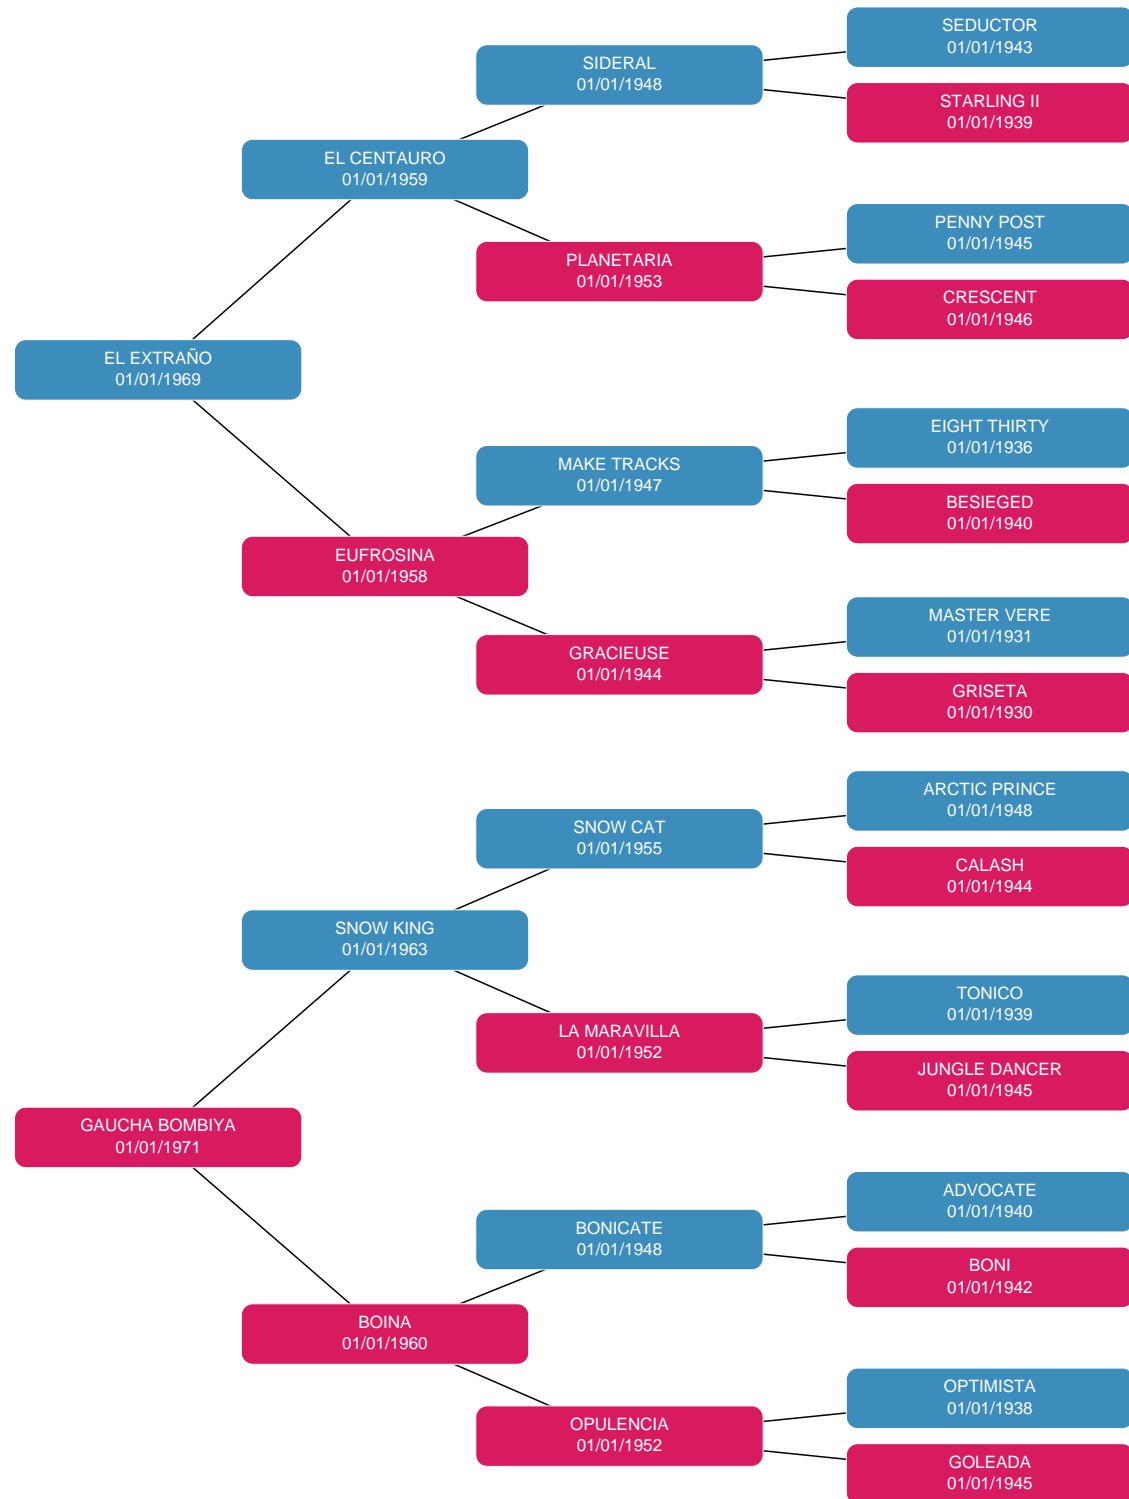 SEDUCTOR
01/01/1943
SIDERAL
01/01/1948
STARLING II
01/01/1939
EL CENTAURO
01/01/1959
PENNY POST
01/01/1945
PLANETARIA
01/01/1953
CRESCENT
01/01/1946
EL EXTRAÑO
01/01/1969
EIGHT THIRTY
01/01/1936
MAKE TRACKS
01/01/1947
BESIEGED
01/01/1940
EUFROSINA
01/01/1958
MASTER VERE
01/01/1931
GRACIEUSE
01/01/1944
GRISETA
01/01/1930
ARCTIC PRINCE
01/01/1948
SNOW CAT
01/01/1955
CALASH
01/01/1944
SNOW KING
01/01/1963
TONICO
01/01/1939
LA MARAVILLA
01/01/1952
JUNGLE DANCER
01/01/1945
GAUCHA BOMBIYA
01/01/1971
ADVOCATE
01/01/1940
BONICATE
01/01/1948
BONI
01/01/1942
BOINA
01/01/1960
OPTIMISTA
01/01/1938
OPULENCIA
01/01/1952
GOLEADA
01/01/1945